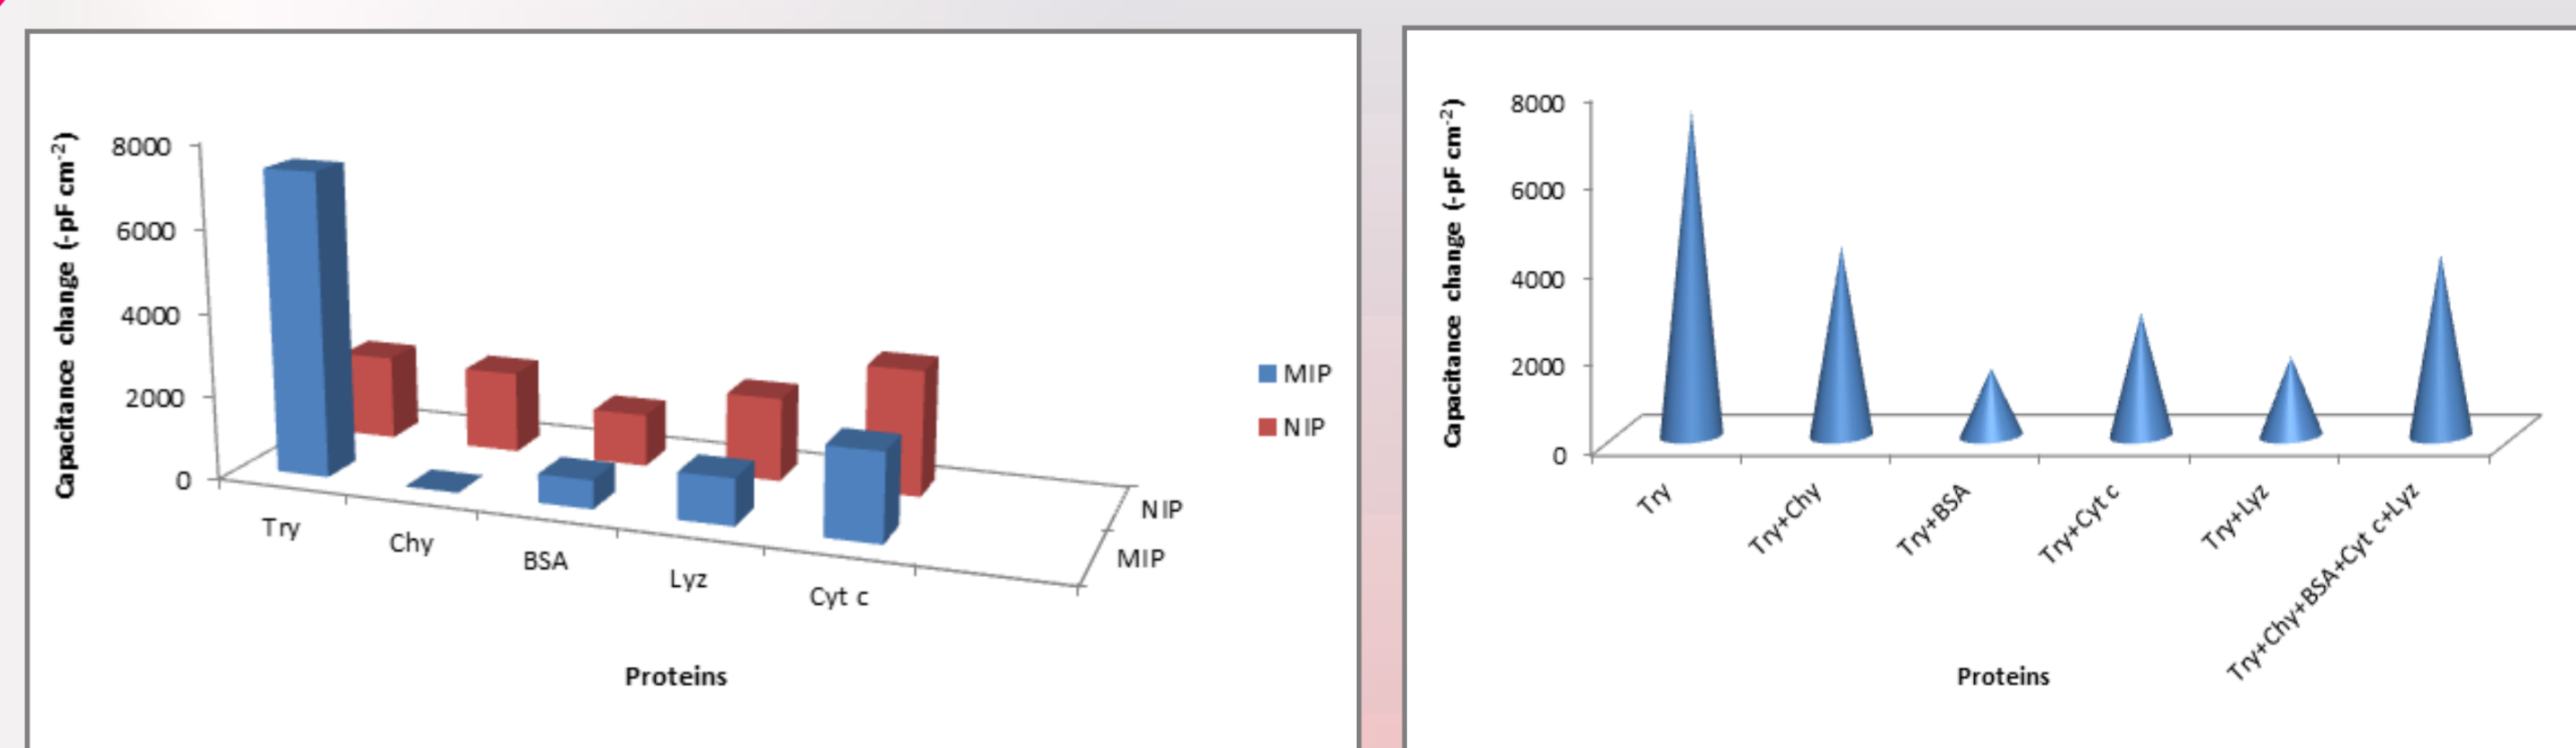 Capacitance change (-pF cm-2)
8000
6000
4000
2000
0
Try
Chy
BSA
Lyz
Cyt c
NIP
MIP
MIP
NIP
Proteins
Capacitance change (-pF cm-2)
8000
6000
4000
2000
0
Try
Try+Chy
Try+BSA
Try+Cyt c
Try+Lyz
Try+Chy+BSA+Cyt c+Lyz
Proteins